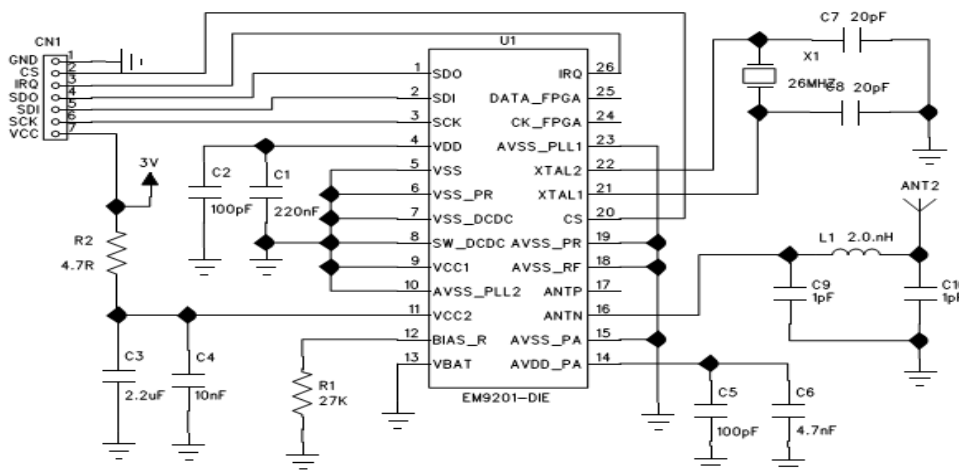 CN1
GND 1
CS 2
IRQ 3
SDO 4
SDI 5
SCK 6
VCC 7
3V
R2
4.7R
C2
100pF
C1
220nF
C3
2.2uF
C4
10nF
R1
27K
U1
1 SDO
2 SDI
3 SCK
4 VDD
5 VSS
6 VSS_PR
7 VSS_DCDC
8 SW_DCDC
9 VCC1
10 AVSS_PLL2
11 VCC2
12 BIAS_R
13 VBAT
IRQ 26
DATA_FPGA 25
CK_FPGA 24
AVSS_PLL1 23
XTAL2 22
XTAL1 21
CS 20
AVSS_PR 19
AVSS_RF 18
ANTP 17
ANTN 16
AVSS_PA 15
AVDD_PA 14
EM9201-DIE
C7 20pF
X1
26MHZ
C8 20pF
ANT2
L1 2.0.nH
C9
1pF
1pF
C5
100pF
C6
4.7nF